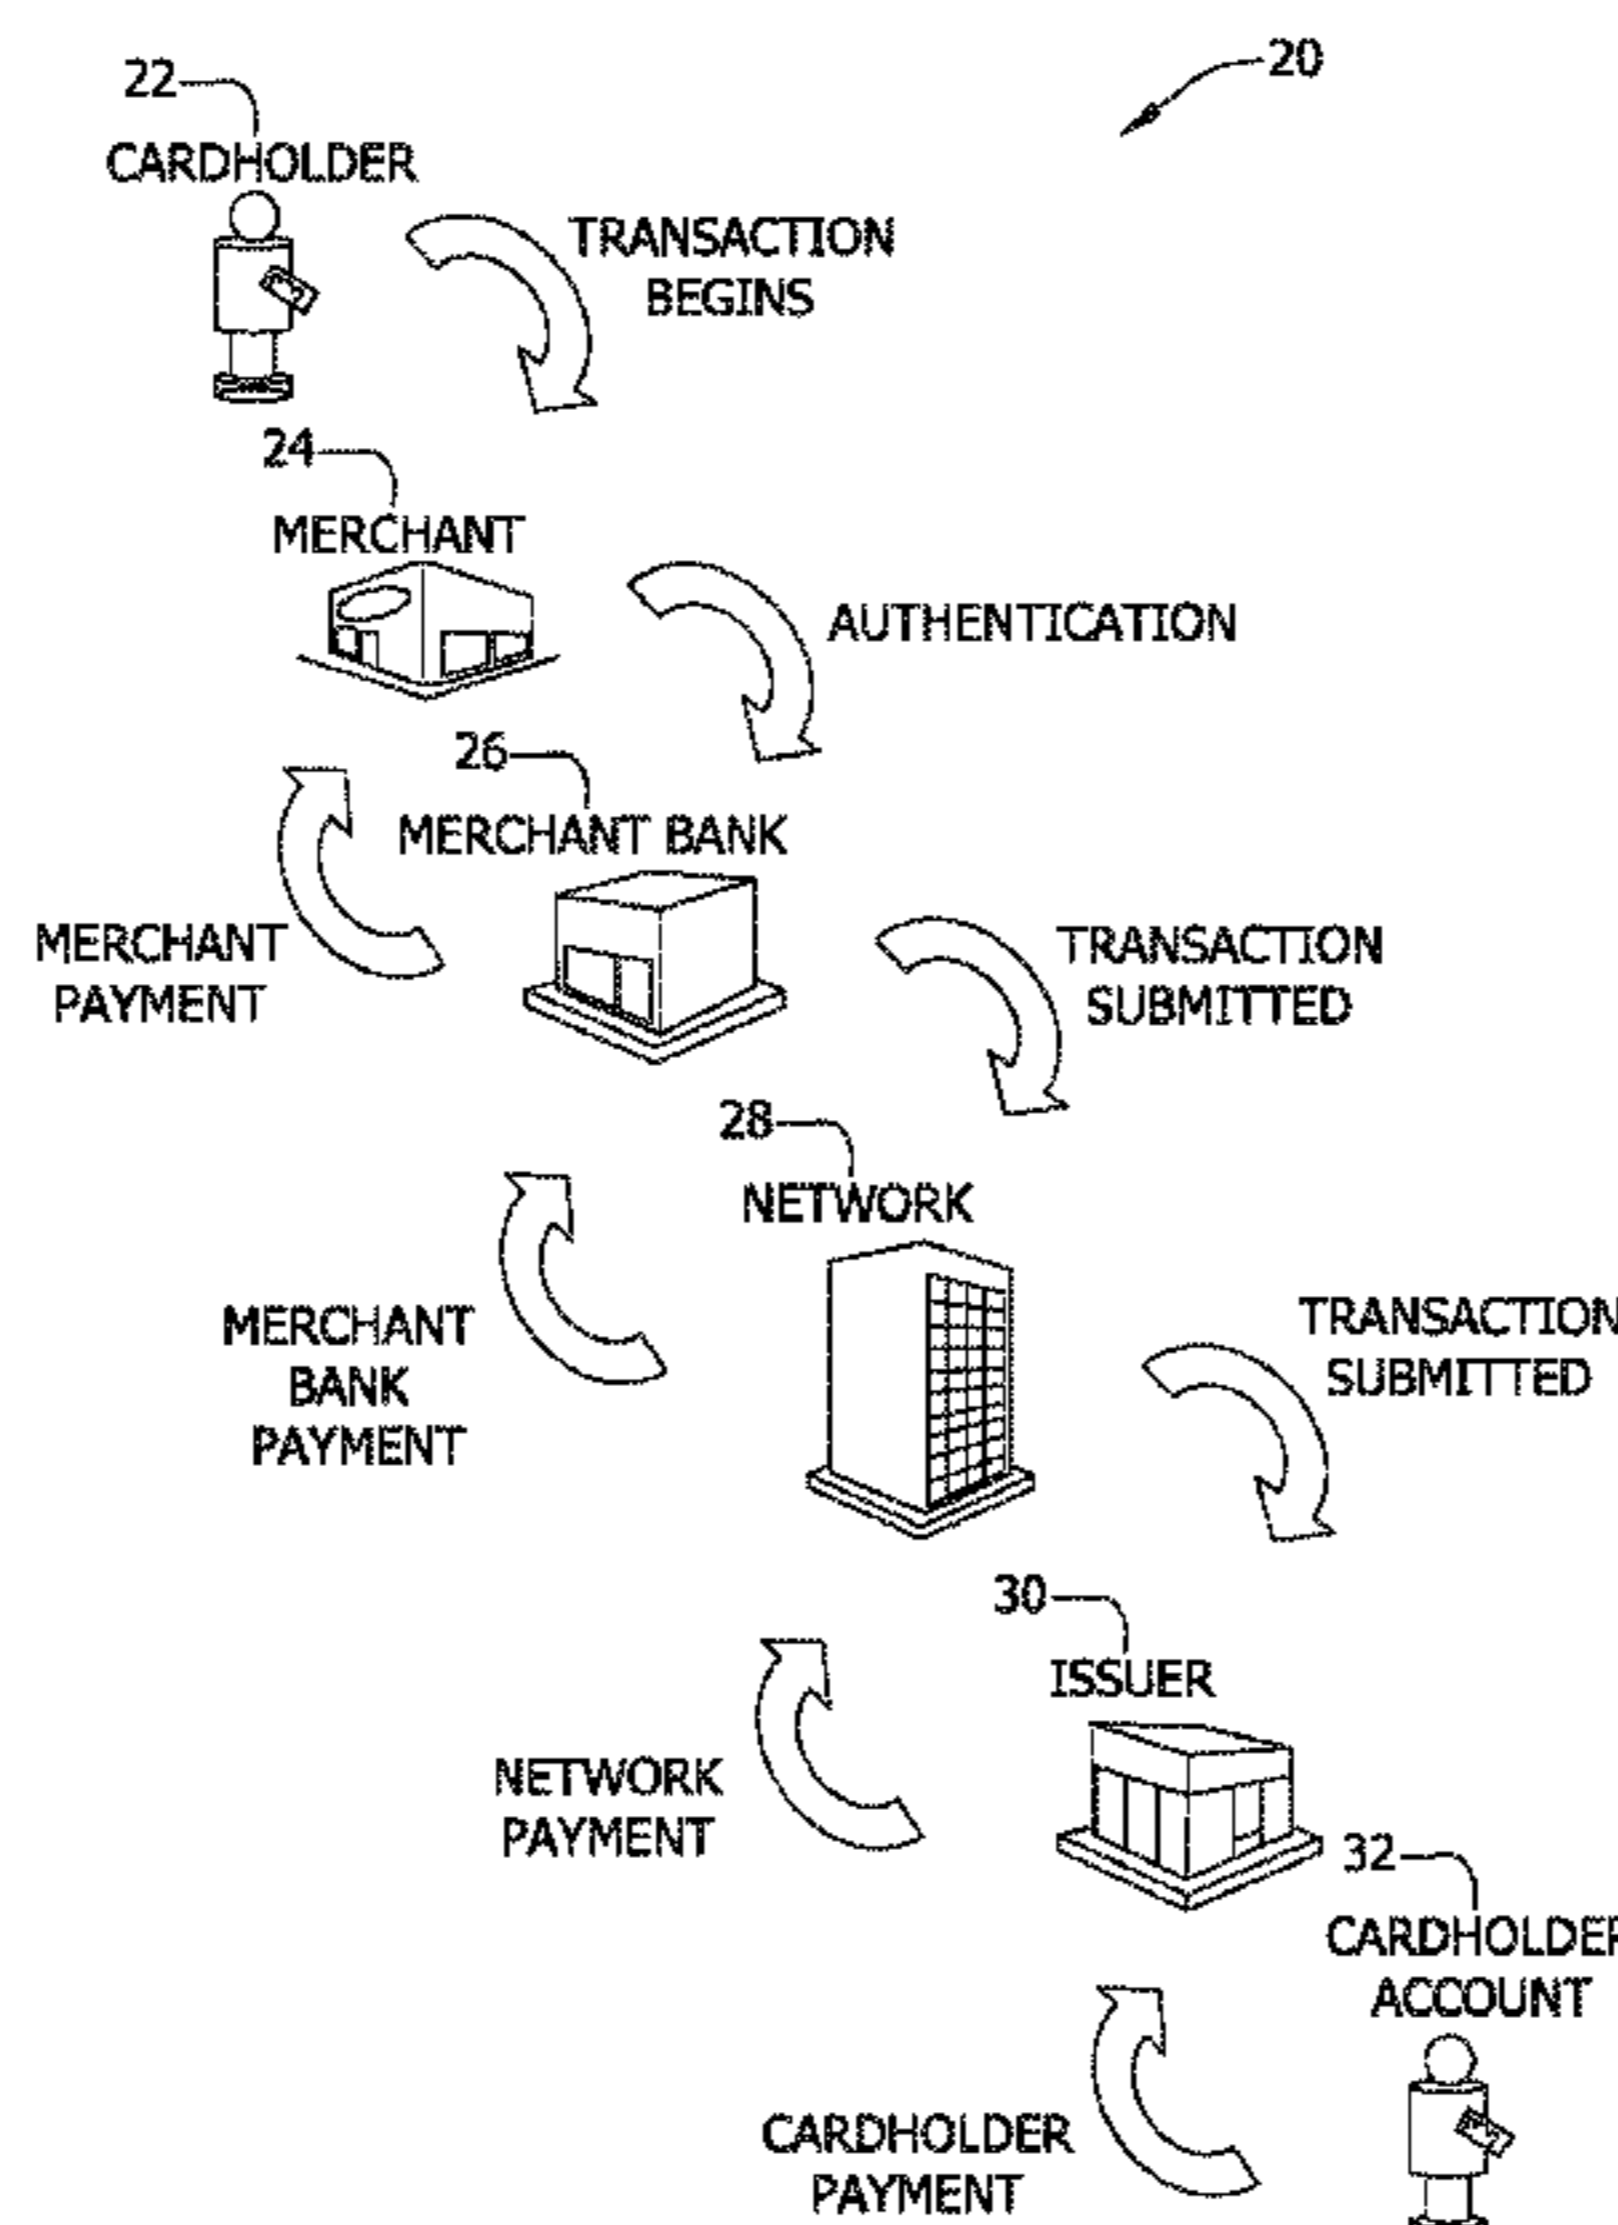 20
22
CARDHOLDER
TRANSACTION
BEGINS
24
MERCHANT
AUTHENTICATION
26
MERCHANT BANK
MERCHANT
PAYMENT
TRANSACTION
SUBMITTED
28
NETWORK
MERCHANT
BANK
PAYMENT
TRANSACTION
SUBMITTED
30
ISSUER
NETWORK
PAYMENT
32
CARDHOLDER
ACCOUNT
CARDHOLDER
PAYMENT